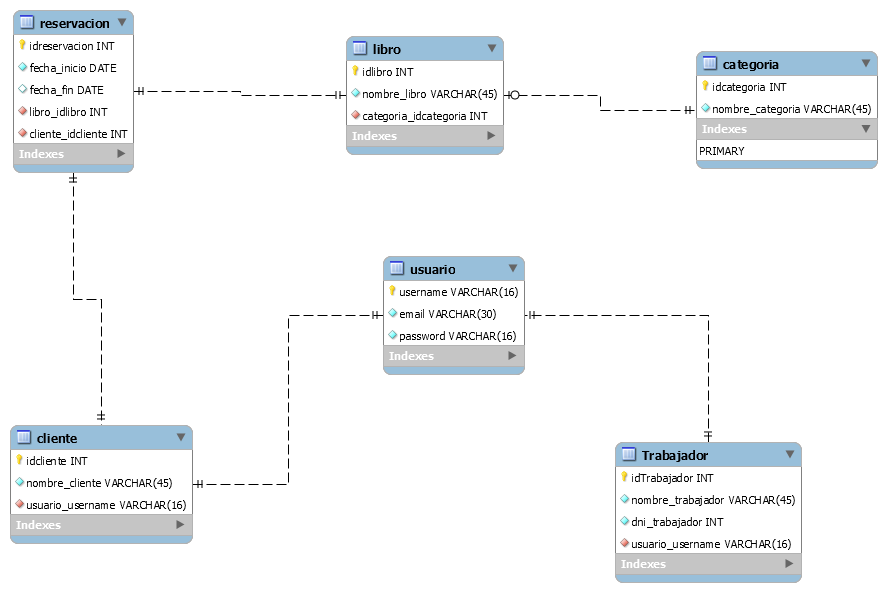 reservacion
idreservacion INT
fecha_inicio DATE
fecha_fin DATE
libro_idlibro INT
cliente_idcliente INT
Indexes
libro
idlibro INT
nombre_libro VARCHAR(45)
categoria_idcategoria INT
Indexes
categoria
idcategoria INT
nombre_categoria VARCHAR(45)
Indexes
PRIMARY
usuario
username VARCHAR(16)
email VARCHAR(30)
password VARCHAR(16)
Indexes
cliente
idcliente INT
nombre_cliente VARCHAR(45)
usuario_username VARCHAR(16)
Indexes
Trabajador
idTrabajador INT
nombre_trabajador VARCHAR(45)
dni_trabajador INT
usuario_username VARCHAR(16)
Indexes